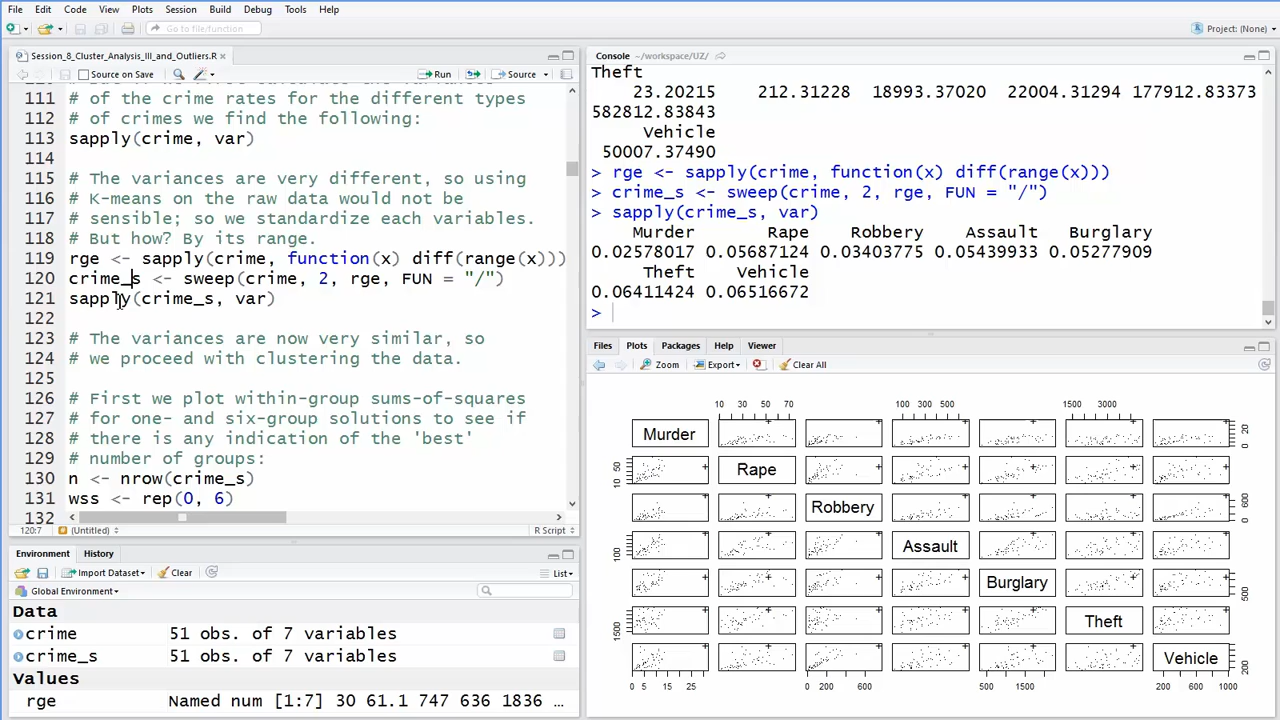 File Edit Code View Plots Session Build Debug Tools Help
Go to file/function
Project: (None)
Session_8_Cluster_Analysis_III_and_Outliers.R
Source on Save
Run
Source
111 # of the crime rates for the different types
112 # of crimes we find the following:
113 sapply(crime, var)
114
115 # The variances are very different, so using
116 # K-means on the raw data would not be
117 # sensible; so we standardize each variables.
118 # But how? By its range.
119 rge <- sapply(crime, function(x) diff(range(x)))
120 crime_s <- sweep(crime, 2, rge, FUN = "/")
121 sapply(crime_s, var)
122
123 # The variances are now very similar, so
124 # we proceed with clustering the data.
125
126 # First we plot within-group sums-of-squares
127 # for one- and six-group solutions to see if
128 # there is any indication of the 'best'
129 # number of groups:
130 n <- nrow(crime_s)
131 wss <- rep(0, 6)
132
120:7 (Untitled) R Script
Environment History
Import Dataset Clear List
Global Environment
Data
crime 51 obs. of 7 variables
crime_s 51 obs. of 7 variables
Values
rge Named num [1:7] 30 61.1 747 636 1836 ...
Console ~/workspace/UZ/
Theft
23.20215 212.31228 18993.37020 22004.31294 177912.83373
582812.83843
Vehicle
50007.37490
> rge <- sapply(crime, function(x) diff(range(x)))
> crime_s <- sweep(crime, 2, rge, FUN = "/")
> sapply(crime_s, var)
Murder Rape Robbery Assault Burglary
0.02578017 0.05687124 0.03403775 0.05439933 0.05277909
Theft Vehicle
0.06411424 0.06516672
>
Files Plots Packages Help Viewer
Zoom Export Clear All
10 30 50 70 100 300 500 1500 3000
Murder 0 20
10 50 Rape
Robbery 0 600
100 Assault
Burglary 500
1500 Theft
Vehicle 200
0 5 15 25 0 200 600 500 1500 200 600 1000